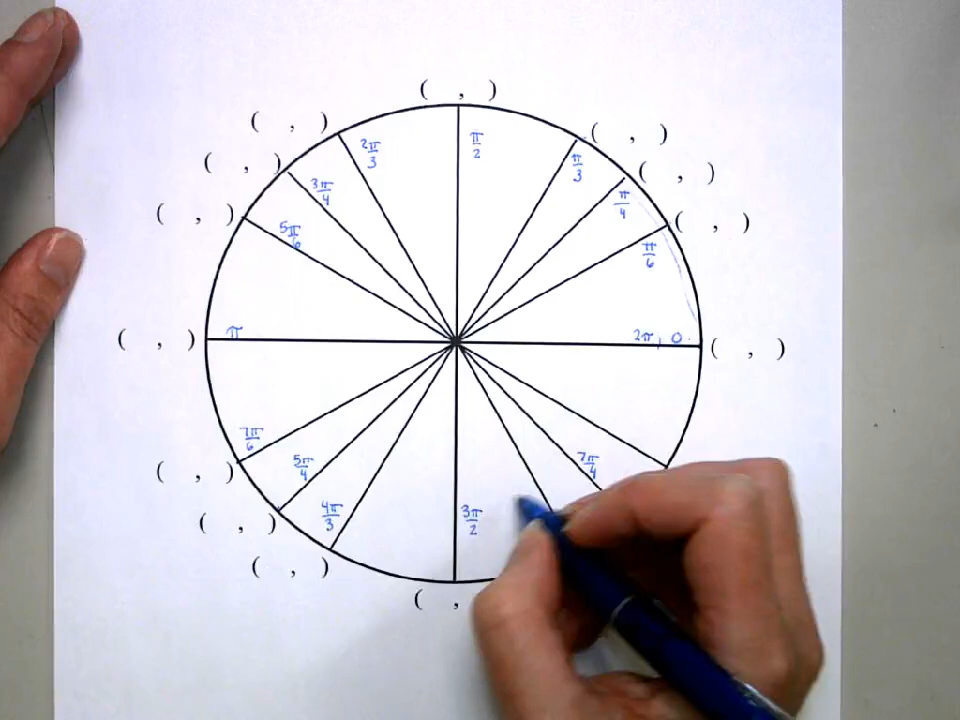 ( , )
( , ) 2π/3 π/2 π/3 ( , )
( , ) 3π/4 π/4 ( , )
( , ) 5π/6 π/6 ( , )
( , ) π 2π, 0 ( , )
( , ) 7π/6 5π/4 7π/4
( , ) 4π/3 3π/2
( , )
( ,